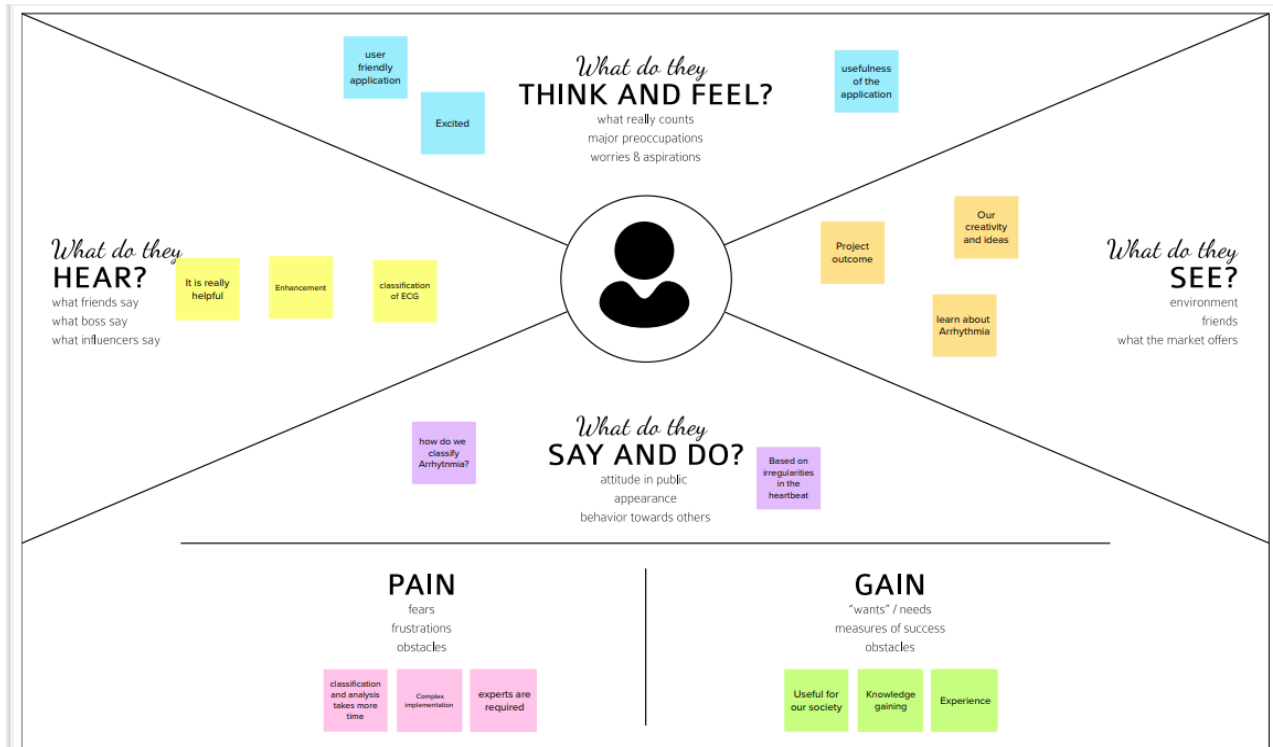 user
friendly
application
Excited
What do they
THINK AND FEEL?
what really counts
major preoccupations
worries & aspirations
usefulness
of the
application
What do they
HEAR?
what friends say
what boss say
what influencers say
It is really
helpful
Enhancement
classification
of ECG
Project
outcome
Our
creativity
and ideas
learn about
Arrhythmia
What do they
SEE?
environment
friends
what the market offers
how do we
classify
Arhytnmia?
What do they
SAY AND DO?
attitude in public
appearance
behavior towards others
Based on
irregularities
in the
heartbeat
PAIN
fears
frustrations
obstacles
classification
and analysis
takes more
time
Complex
implementation
experts are
required
GAIN
“wants” / needs
measures of success
obstacles
Useful for
our society
Knowledge
gaining
Experience